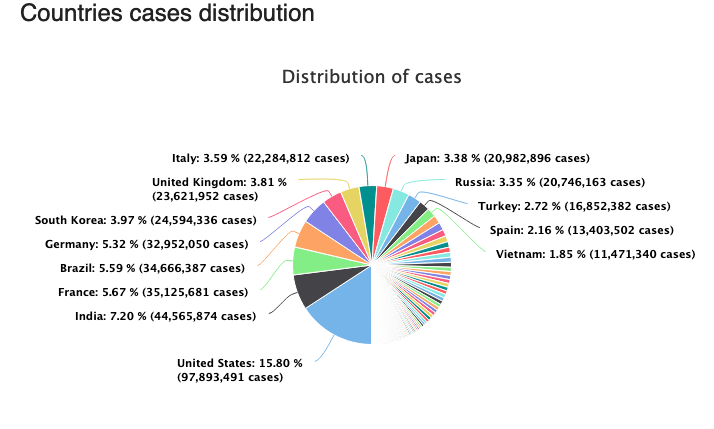 Countries cases distribution
Distribution of cases
Italy: 3.59 % (22,284,812 cases)
Japan: 3.38 % (20,982,896 cases)
United Kingdom: 3.81 %
(23,621,952 cases)
Russia: 3.35 % (20,746,163 cases)
Turkey: 2.72 % (16,852,382 cases)
South Korea: 3.97 % (24,594,336 cases)
Spain: 2.16 % (13,403,502 cases)
Germany: 5.32 % (32,952,050 cases)
Vietnam: 1.85 % (11,471,340 cases)
Brazil: 5.59 % (34,666,387 cases)
France: 5.67 % (35,125,681 cases)
India: 7.20 % (44,565,874 cases)
United States: 15.80 %
(97,893,491 cases)